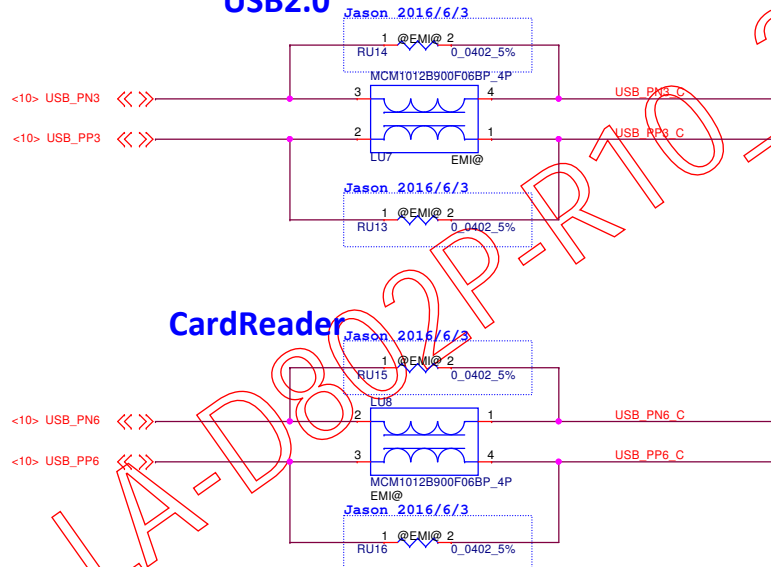 USB2.0
Jason 2016/6/3
1 @EMI@ 2
RU14 0_0402_5%
MCM1012B900F06BP_4P
<10> USB_PN3 3 4 USB_PN3_C
<10> USB_PP3 2 1 USB_PP3_C
LU7 EMI@
Jason 2016/6/3
1 @EMI@ 2
RU13 0_0402_5%
CardReader
Jason 2016/6/3
1 @EMI@ 2
RU15 0_0402_5%
LU8
<10> USB_PN6 2 1 USB_PN6_C
<10> USB_PP6 3 4 USB_PP6_C
MCM1012B900F06BP_4P
EMI@
Jason 2016/6/3
1 @EMI@ 2
RU16 0_0402_5%
LA-D802P-R10_